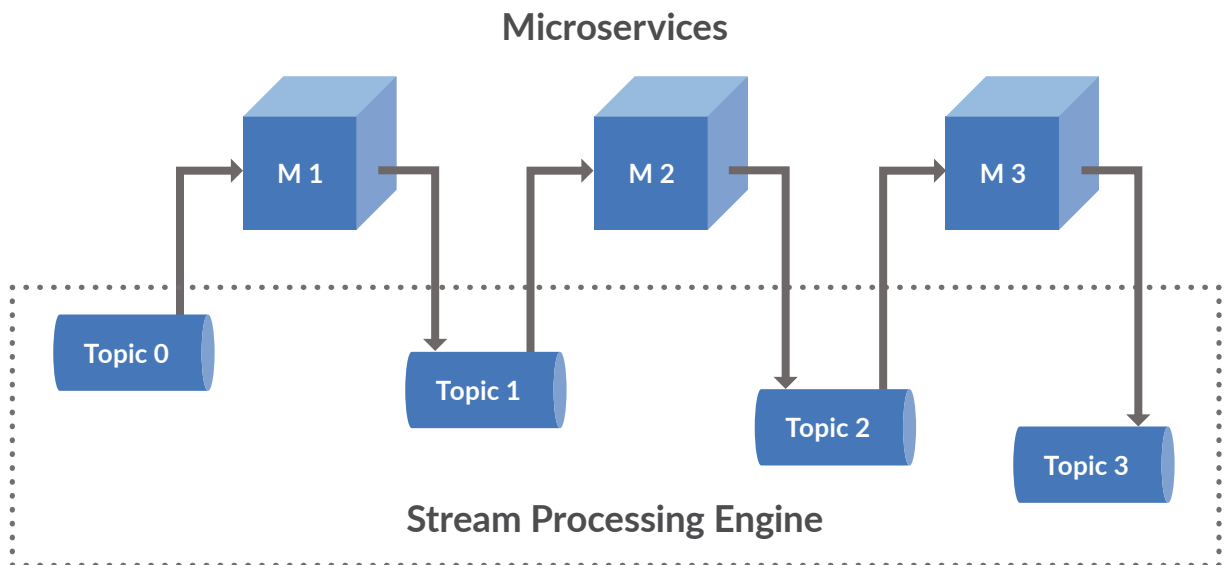 Microservices
M 1
M 2
M 3
Topic 0
Topic 1
Topic 2
Topic 3
Stream Processing Engine